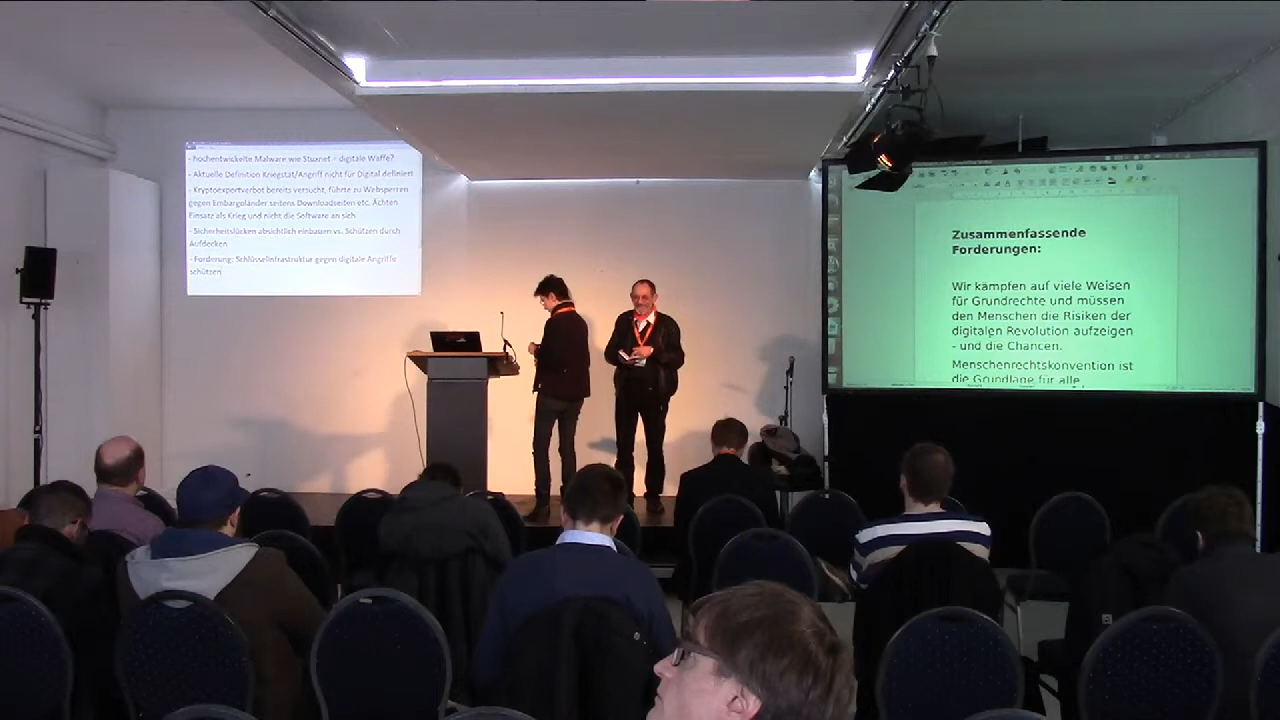 - hochentwickelte Malware wie Stuxnet – digitale Waffe?
- Aktuelle Definition Kriegstat/Angriff nicht für Digital definiert
- Kryptoexportverbot bereits versucht, führte zu Websperren
gegen Embargoländer seitens Downloadseiten etc. Ächten
Einsatz als Krieg und nicht die Software an sich
- Sicherheitslücken absichtlich einbauen vs. Schützen durch
Aufdecken
- Forderung: Schlüsselinfrastruktur gegen digitale Angriffe
schützen
Zusammenfassende
Forderungen:
Wir kämpfen auf viele Weisen
für Grundrechte und müssen
den Menschen die Risiken der
digitalen Revolution aufzeigen
- und die Chancen.
Menschenrechtskonvention ist
die Grundlage für alle